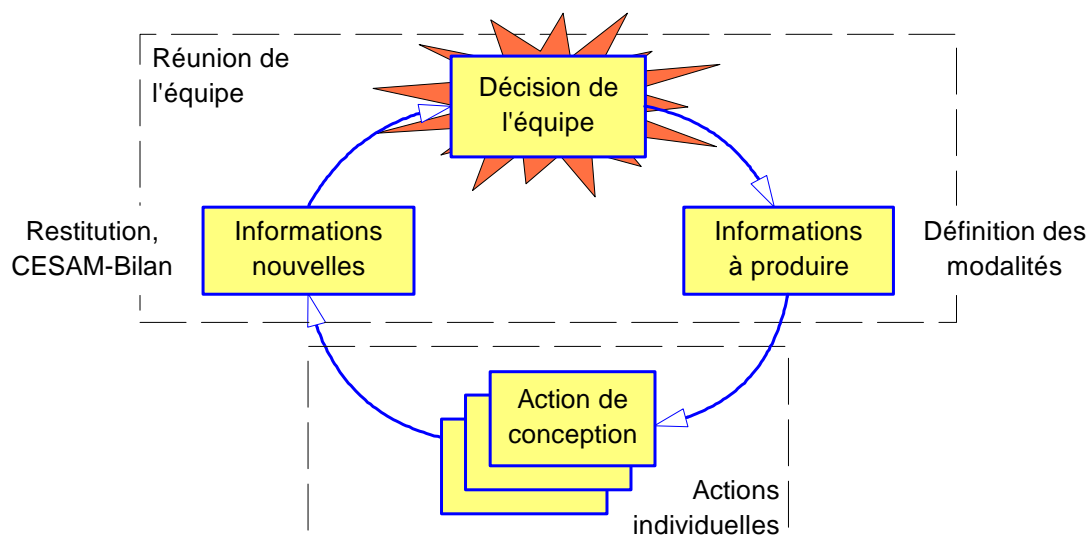 Réunion de
l'équipe
Décision de
l'équipe
Restitution,
CESAM-Bilan
Informations
nouvelles
Informations
à produire
Définition des
modalités
Action de
conception
Actions
individuelles